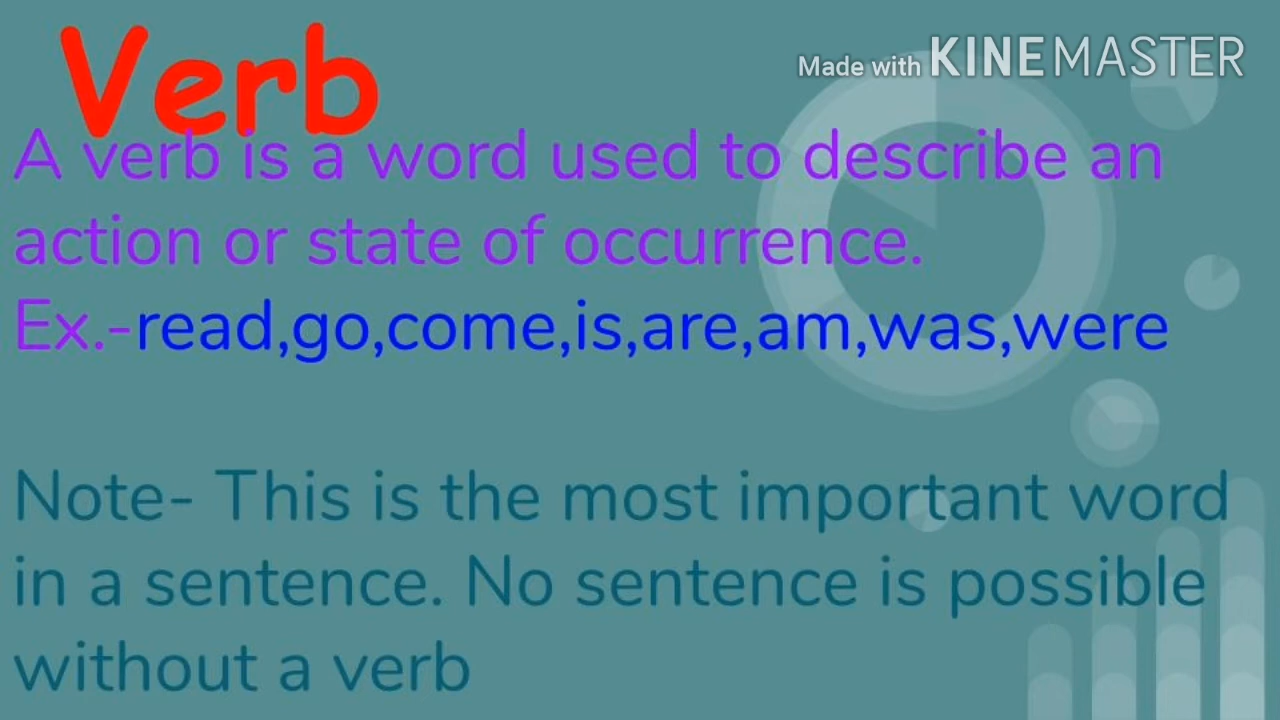 Verb
Made with KINEMASTER
A verb is a word used to describe an
action or state of occurrence.
Ex.-read,go,come,is,are,am,was,were
Note- This is the most important word
in a sentence. No sentence is possible
without a verb